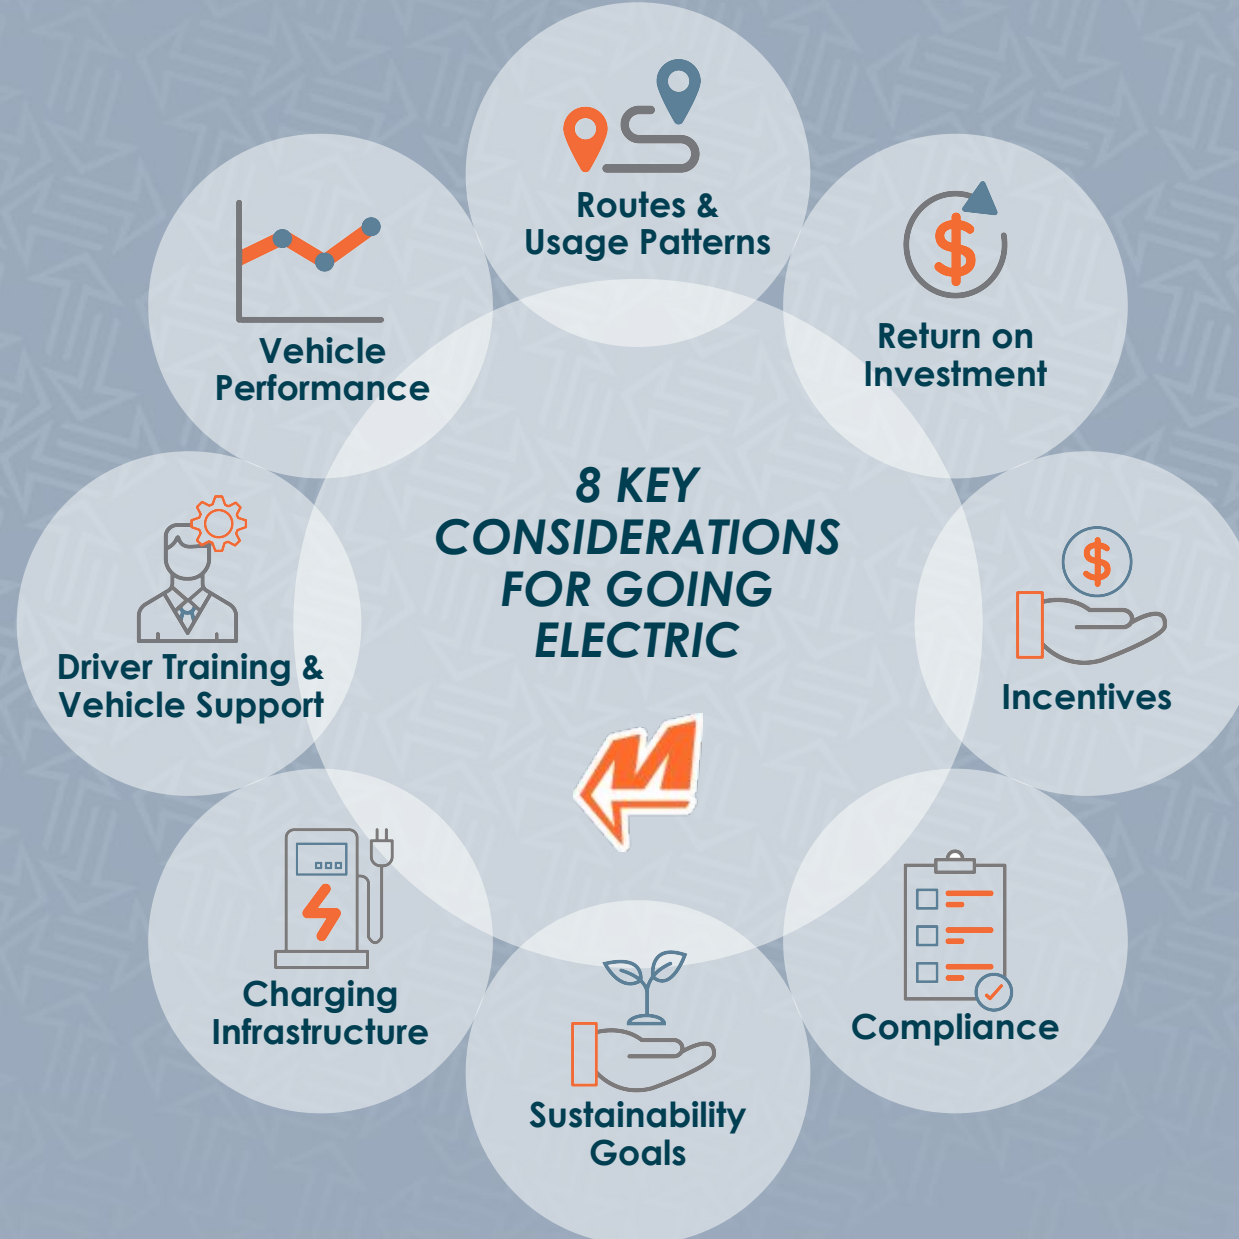 Routes &
Usage Patterns
Return on
Investment
Incentives
Compliance
Sustainability
Goals
Charging
Infrastructure
Driver Training &
Vehicle Support
Vehicle
Performance
8 KEY
CONSIDERATIONS
FOR GOING
ELECTRIC
M